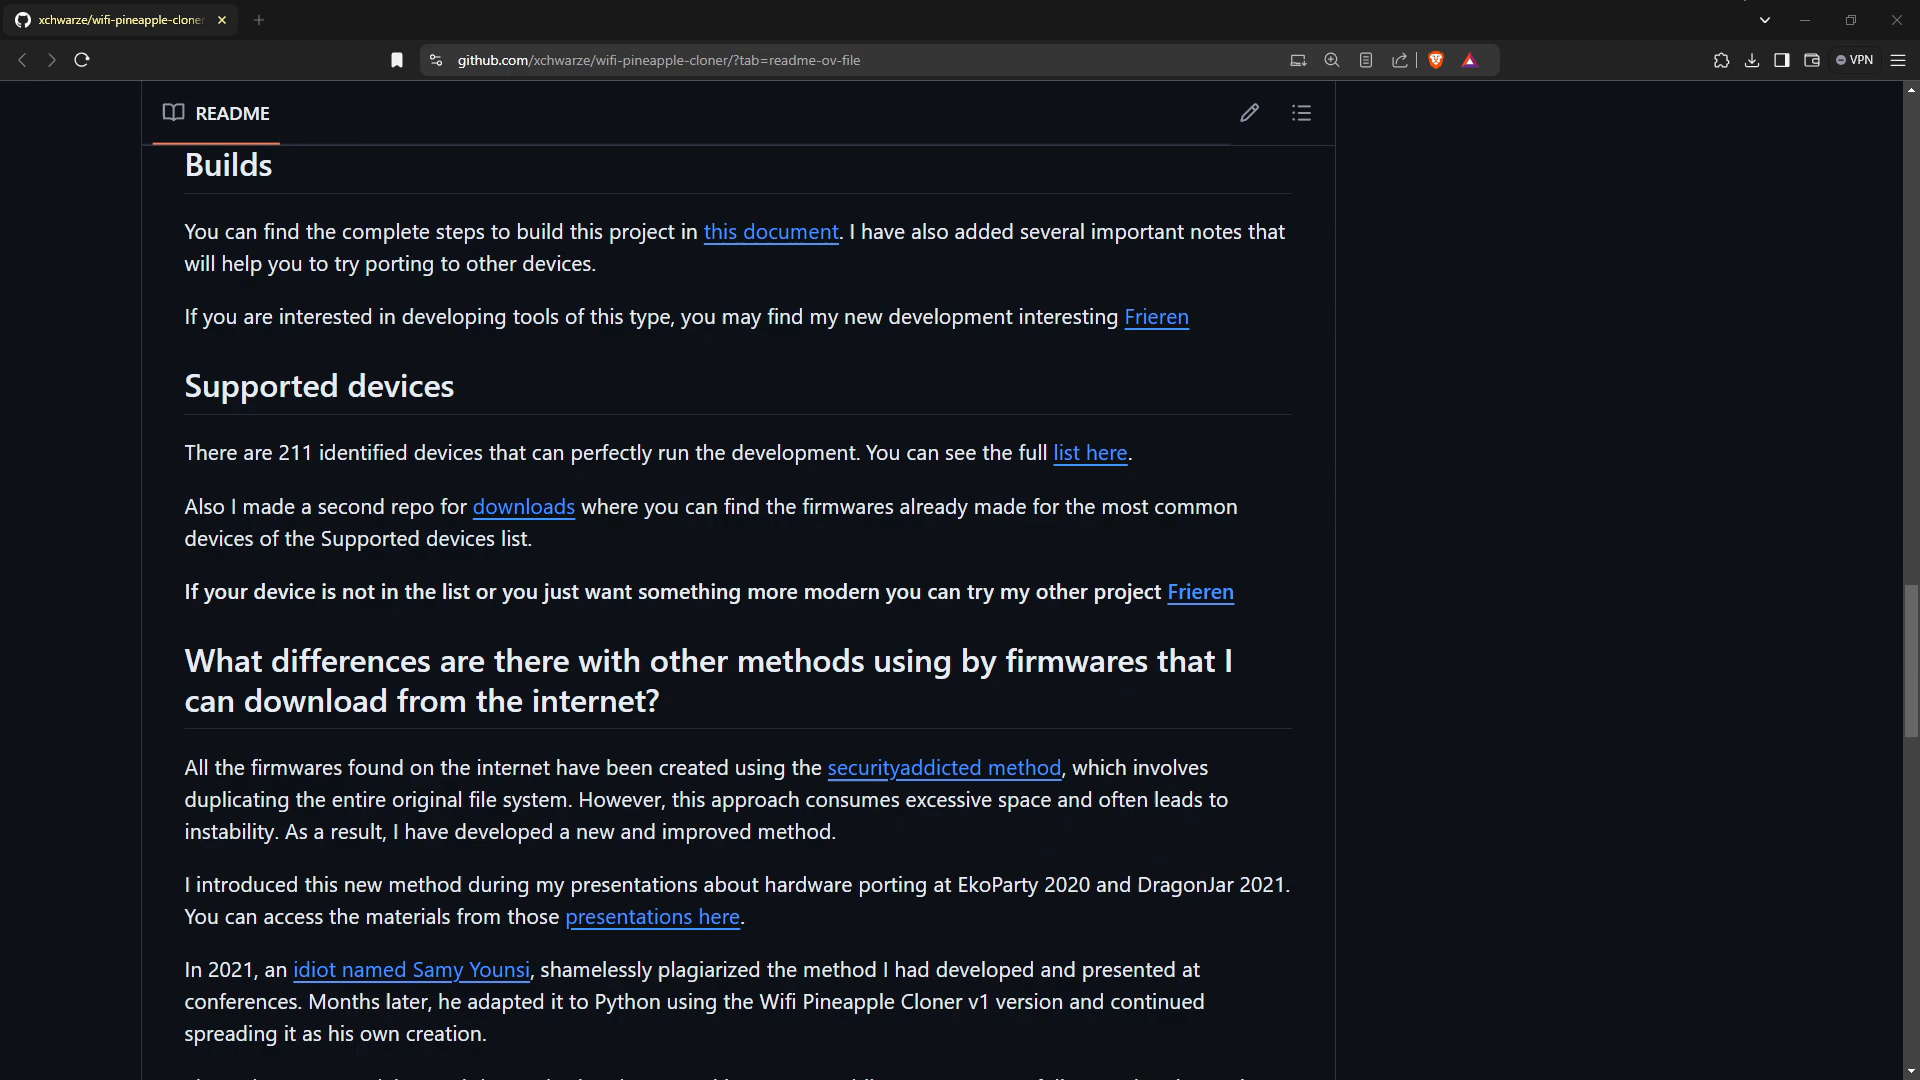 xchwarze/wifi-pineapple-clone
github.com/xchwarze/wifi-pineapple-cloner/?tab=readme-ov-file
VPN
README
Builds
You can find the complete steps to build this project in this document. I have also added several important notes that
will help you to try porting to other devices.
If you are interested in developing tools of this type, you may find my new development interesting Frieren
Supported devices
There are 211 identified devices that can perfectly run the development. You can see the full list here.
Also I made a second repo for downloads where you can find the firmwares already made for the most common
devices of the Supported devices list.
If your device is not in the list or you just want something more modern you can try my other project Frieren
What differences are there with other methods using by firmwares that I
can download from the internet?
All the firmwares found on the internet have been created using the securityaddicted method, which involves
duplicating the entire original file system. However, this approach consumes excessive space and often leads to
instability. As a result, I have developed a new and improved method.
I introduced this new method during my presentations about hardware porting at EkoParty 2020 and DragonJar 2021.
You can access the materials from those presentations here.
In 2021, an idiot named Samy Younsi, shamelessly plagiarized the method I had developed and presented at
conferences. Months later, he adapted it to Python using the Wifi Pineapple Cloner v1 version and continued
spreading it as his own creation.